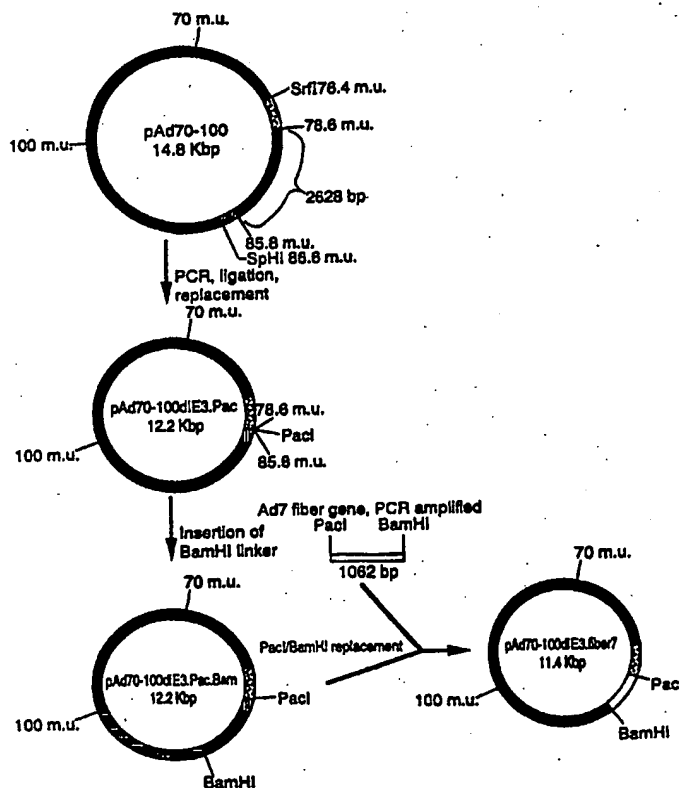 70 m.u.
SrfI76.4 m.u.
pAd70-100
14.8 Kbp
78.6 m.u.
100 m.u.
2628 bp
85.8 m.u.
SpHI 86.6 m.u.
PCR, ligation,
replacement
70 m.u.
pAd70-100dlE3.Pac
12.2 Kbp
78.6 m.u.
PacI
100 m.u.
85.8 m.u.
Ad7 fiber gene, PCR amplified
PacI BamHI
Insertion of
BamHI linker
1062 bp
70 m.u.
70 m.u.
PacI/BamHI replacement
pAd70-100dlE3.Pac.Bam
12.2 Kbp
PacI
100 m.u.
BamHI
pAd70-100dlE3.fiber7
11.4 Kbp
Pac
100 m.u.
BamHI